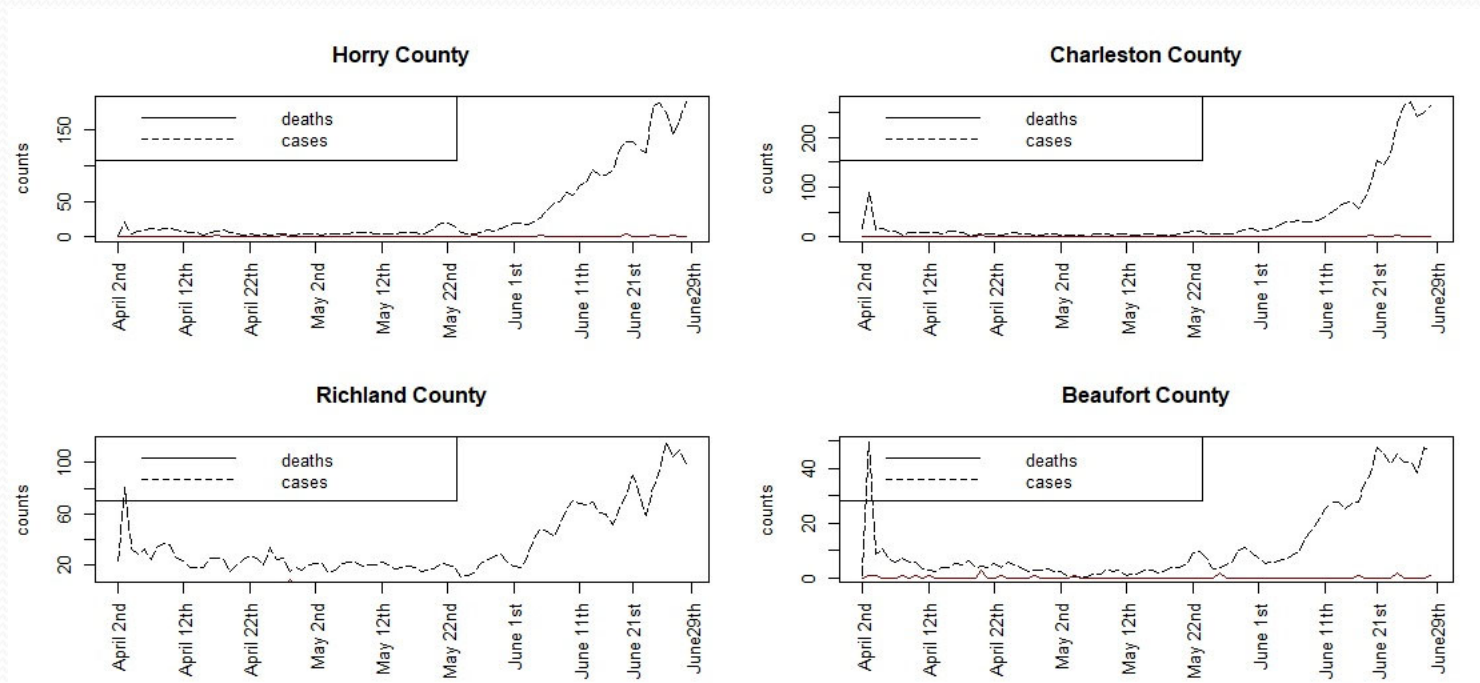 Horry County
counts
0
50
150
deaths
cases
April 2nd
April 12th
April 22th
May 2nd
May 12th
May 22nd
June 1st
June 11th
June 21st
June29th
Charleston County
counts
0
100
200
deaths
cases
April 2nd
April 12th
April 22th
May 2nd
May 12th
May 22nd
June 1st
June 11th
June 21st
June29th
Richland County
counts
20
60
100
deaths
cases
April 2nd
April 12th
April 22th
May 2nd
May 12th
May 22nd
June 1st
June 11th
June 21st
June29th
Beaufort County
counts
0
20
40
deaths
cases
April 2nd
April 12th
April 22th
May 2nd
May 12th
May 22nd
June 1st
June 11th
June 21st
June29th